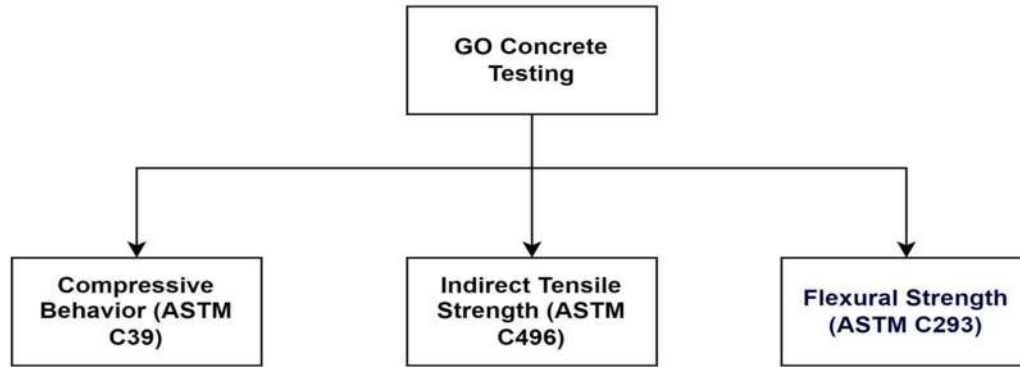 GO Concrete
Testing
Compressive
Behavior (ASTM
C39)
Indirect Tensile
Strength (ASTM
C496)
Flexural Strength
(ASTM C293)